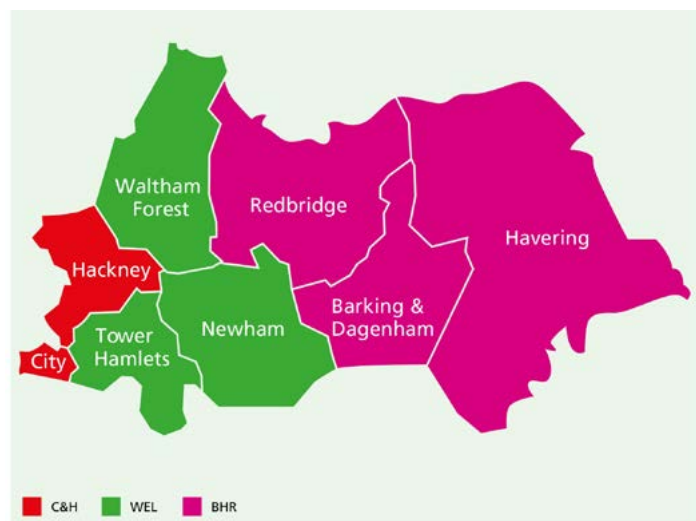 Waltham
Forest
Redbridge
Havering
Hackney
Barking &
Dagenham
Newham
Tower
Hamlets
City
C&H
WEL
BHR